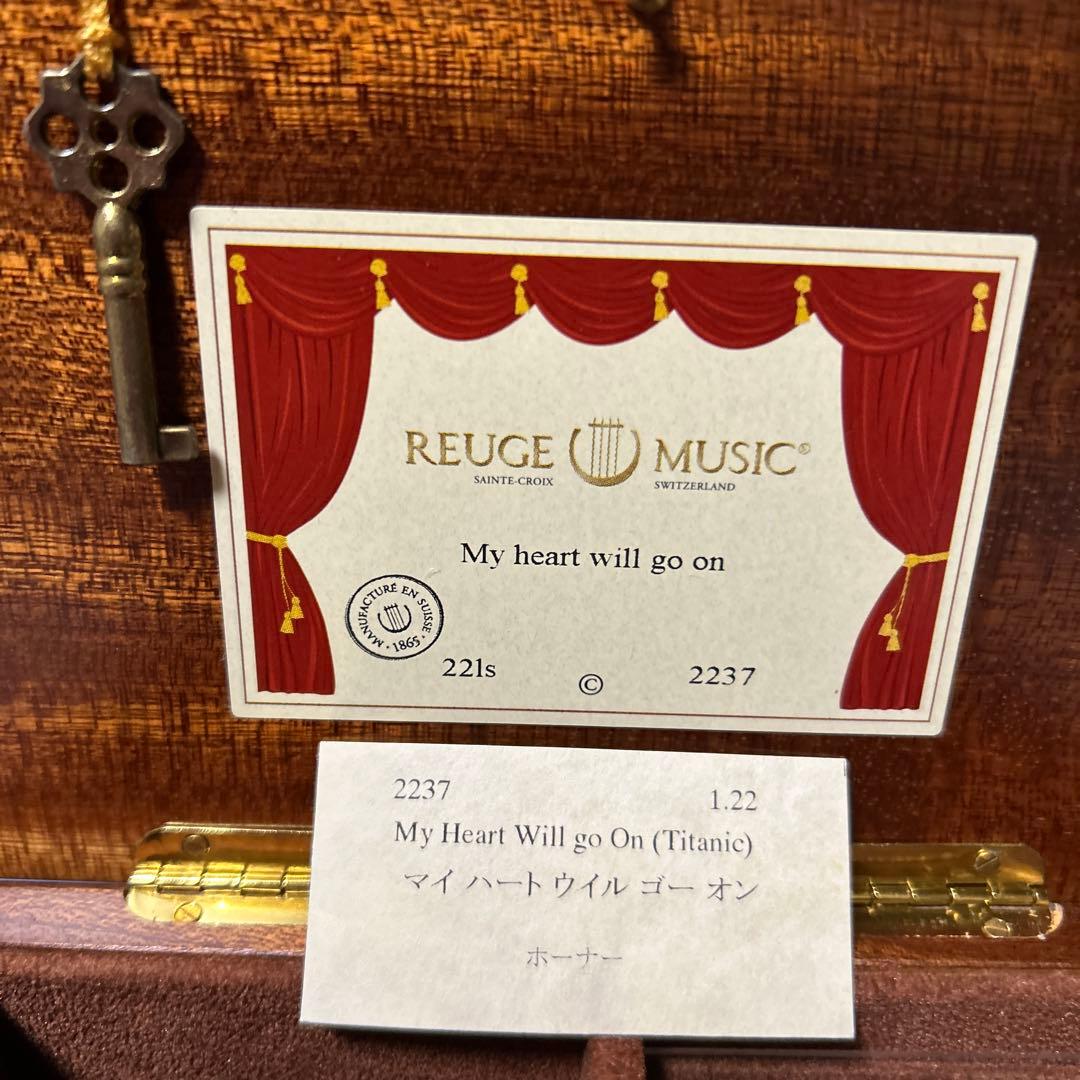 REUGE MUSIC®
SAINTE-CROIX SWITZERLAND
My heart will go on
MANUFACTURÉ EN SUISSE · 1865 ·
221s © 2237
2237 1.22
My Heart Will go On (Titanic)
マイ ハート ウイル ゴー オン
ホーナー